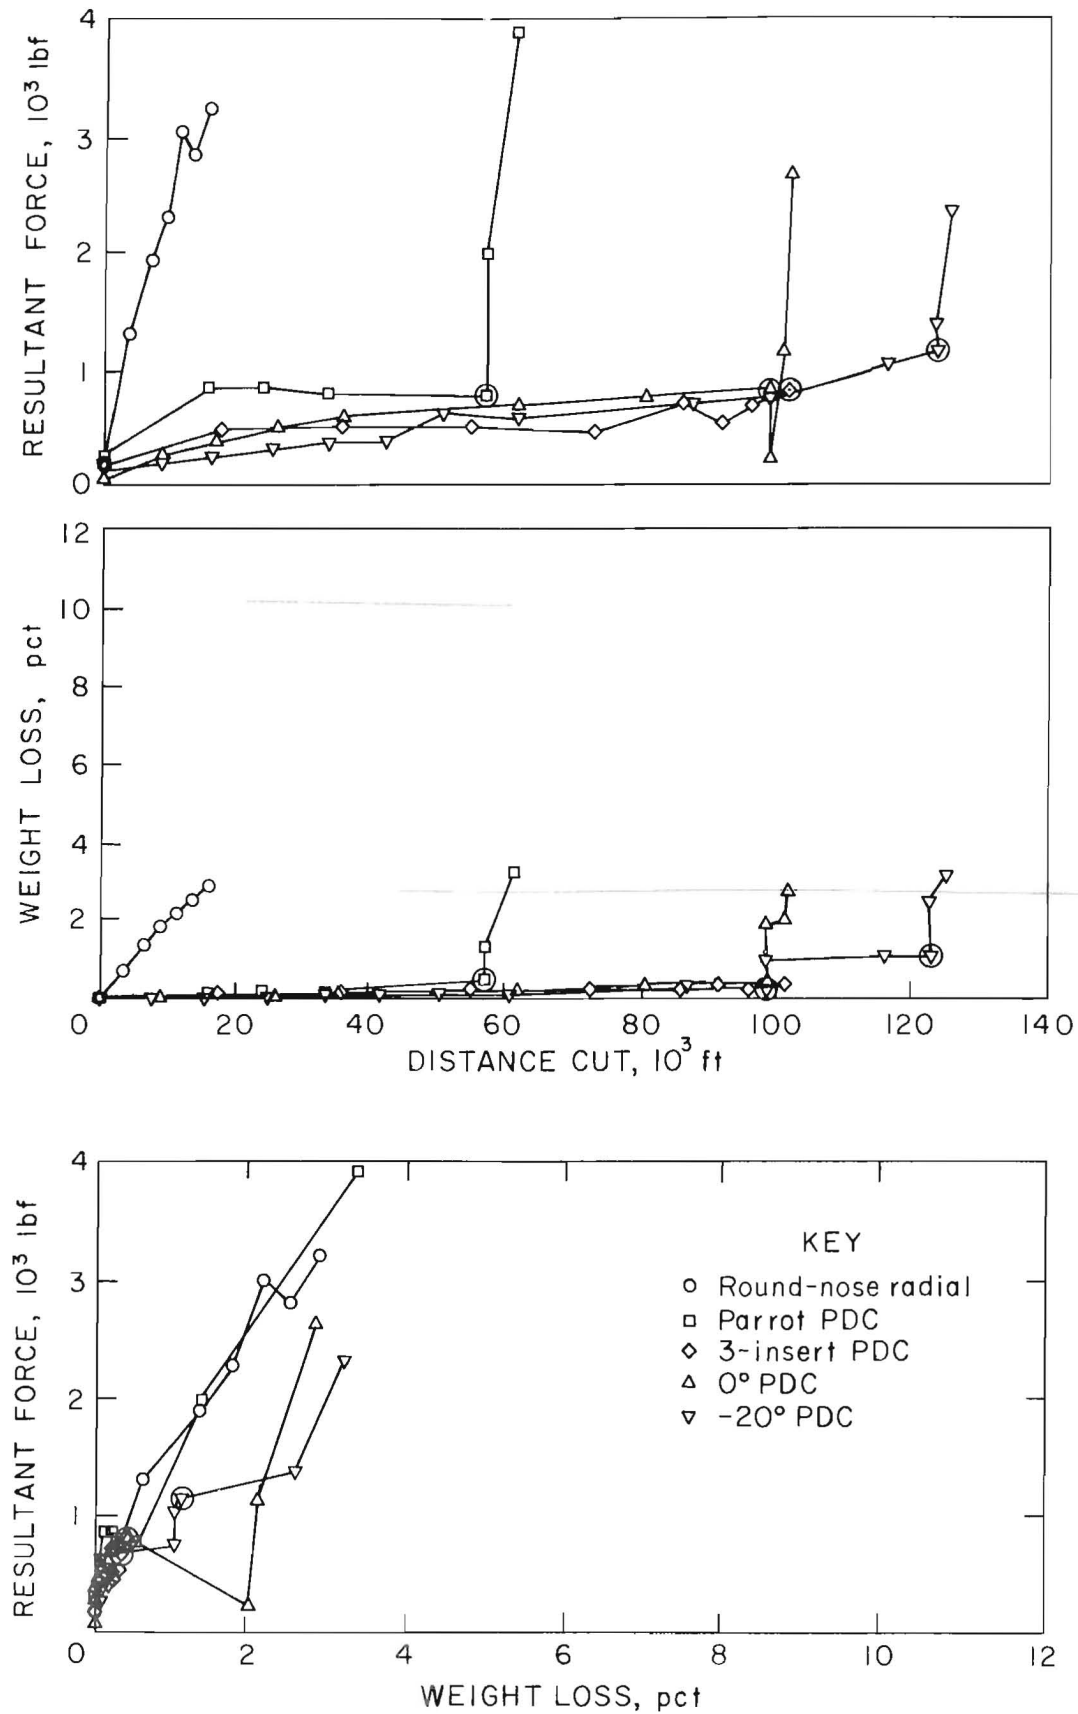 RESULTANT FORCE, 10³ lbf
4
3
2
1
0
WEIGHT LOSS, pct
12
10
8
6
4
2
0 20 40 60 80 100 120 140
DISTANCE CUT, 10³ ft
RESULTANT FORCE, 10³ lbf
4
3
2
1
KEY
Round-nose radial
Parrot PDC
3-insert PDC
0° PDC
-20° PDC
0 2 4 6 8 10 12
WEIGHT LOSS, pct